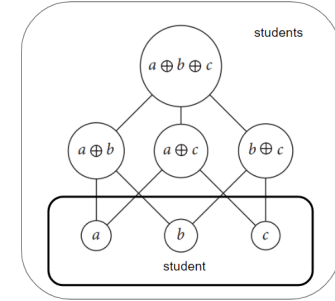 students
a ⊕ b ⊕ c
a ⊕ b
a ⊕ c
b ⊕ c
a
b
c
student